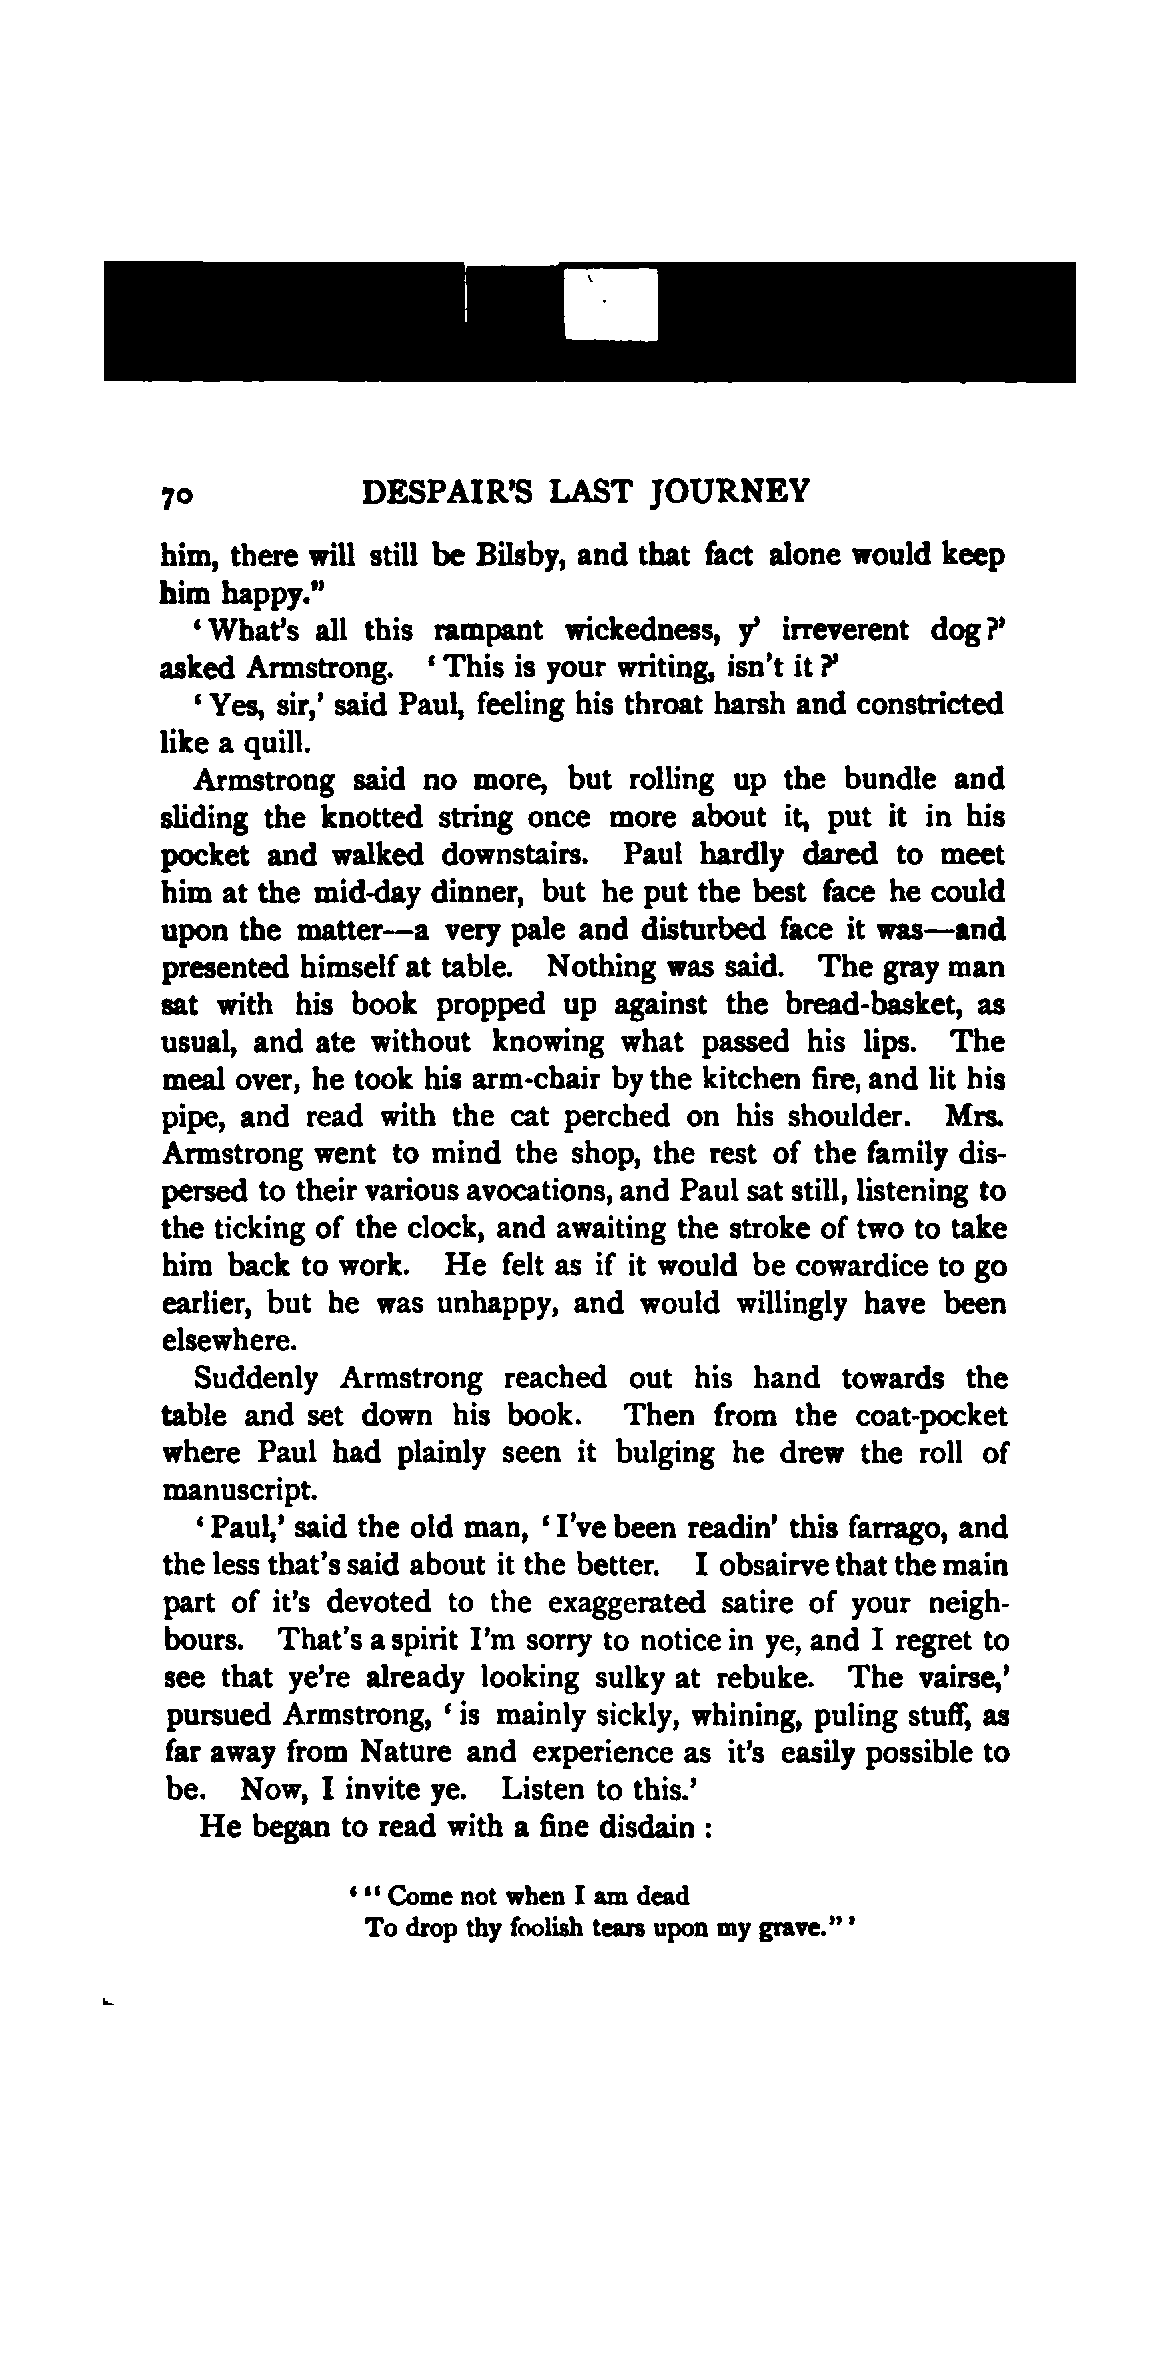 70 DESPAIR'S LAST JOURNEY
him, there will still be Bilsby, and that fact alone would keep
him happy."
'What's all this rampant wickedness, y' irreverent dog?'
asked Armstrong. 'This is your writing, isn't it?'
'Yes, sir,' said Paul, feeling his throat harsh and constricted
like a quill.
Armstrong said no more, but rolling up the bundle and
sliding the knotted string once more about it, put it in his
pocket and walked downstairs. Paul hardly dared to meet
him at the mid-day dinner, but he put the best face he could
upon the matter—a very pale and disturbed face it was—and
presented himself at table. Nothing was said. The gray man
sat with his book propped up against the bread-basket, as
usual, and ate without knowing what passed his lips. The
meal over, he took his arm-chair by the kitchen fire, and lit his
pipe, and read with the cat perched on his shoulder. Mrs.
Armstrong went to mind the shop, the rest of the family dis-
persed to their various avocations, and Paul sat still, listening to
the ticking of the clock, and awaiting the stroke of two to take
him back to work. He felt as if it would be cowardice to go
earlier, but he was unhappy, and would willingly have been
elsewhere.
Suddenly Armstrong reached out his hand towards the
table and set down his book. Then from the coat-pocket
where Paul had plainly seen it bulging he drew the roll of
manuscript.
'Paul,' said the old man, 'I've been readin' this farrago, and
the less that's said about it the better. I obsairve that the main
part of it's devoted to the exaggerated satire of your neigh-
bours. That's a spirit I'm sorry to notice in ye, and I regret to
see that ye're already looking sulky at rebuke. The vairse,'
pursued Armstrong, 'is mainly sickly, whining, puling stuff, as
far away from Nature and experience as it's easily possible to
be. Now, I invite ye. Listen to this.'
He began to read with a fine disdain :
'"Come not when I am dead
To drop thy foolish tears upon my grave."'